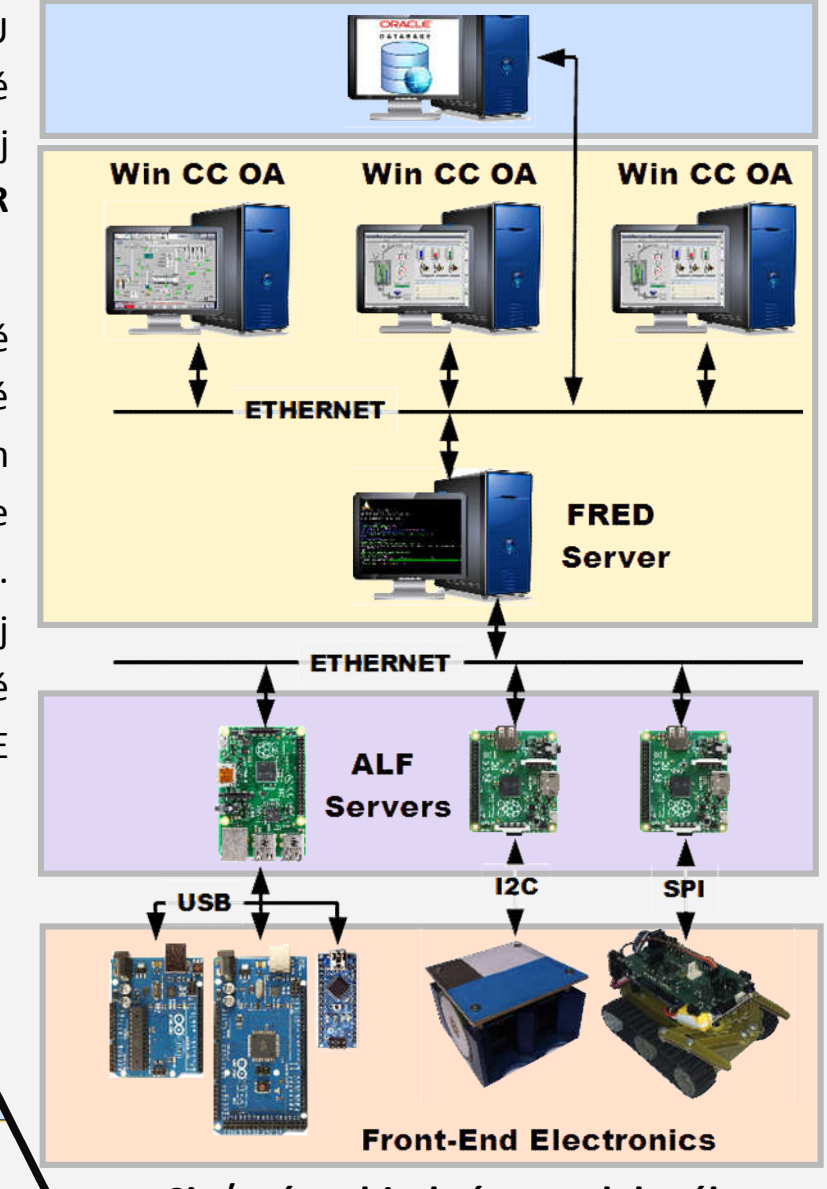 ORACLE
DATABASE
Win CC OA
Win CC OA
Win CC OA
ETHERNET
FRED
Server
ETHERNET
ALF
Servers
USB
I2C
SPI
Front-End Electronics